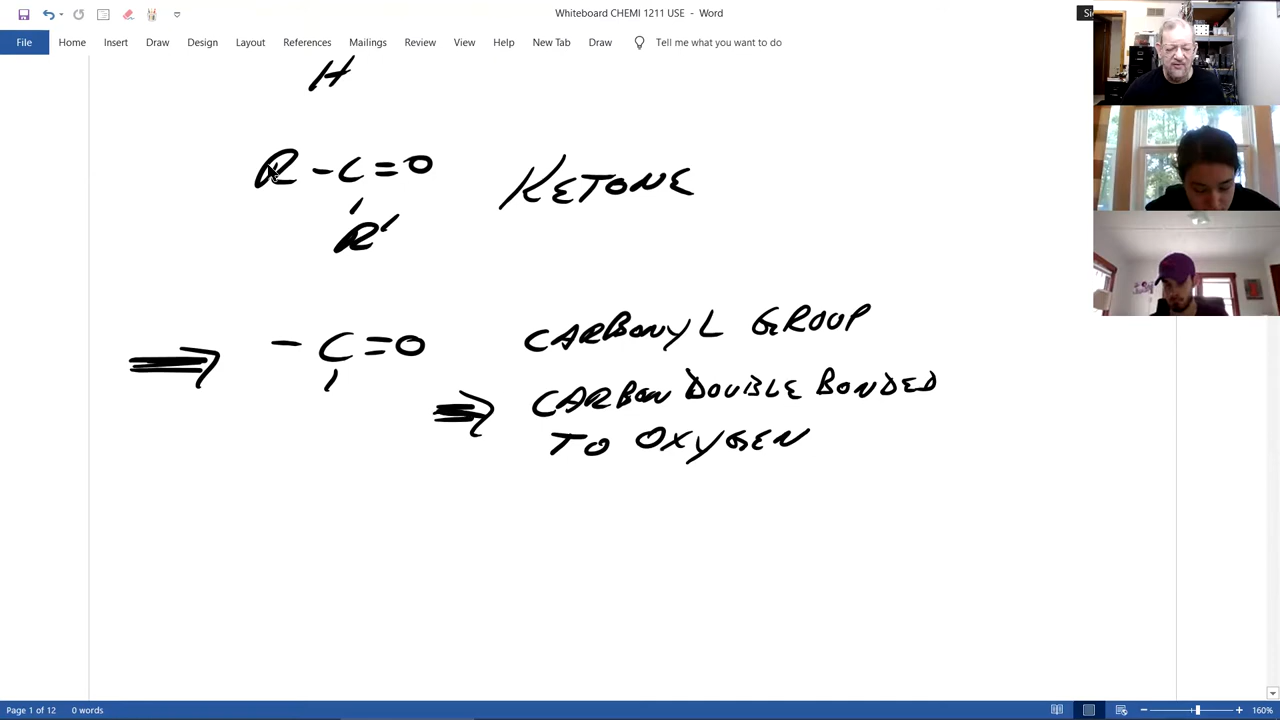 Whiteboard CHEMI 1211 USE - Word
Si
File Home Insert Draw Design Layout References Mailings Review View Help New Tab Draw Tell me what you want to do
H
R - C = O
R'
KETONE
- C = O
CARBONYL GROUP
CARBON DOUBLE BONDED
TO OXYGEN
Page 1 of 12 0 words
160%